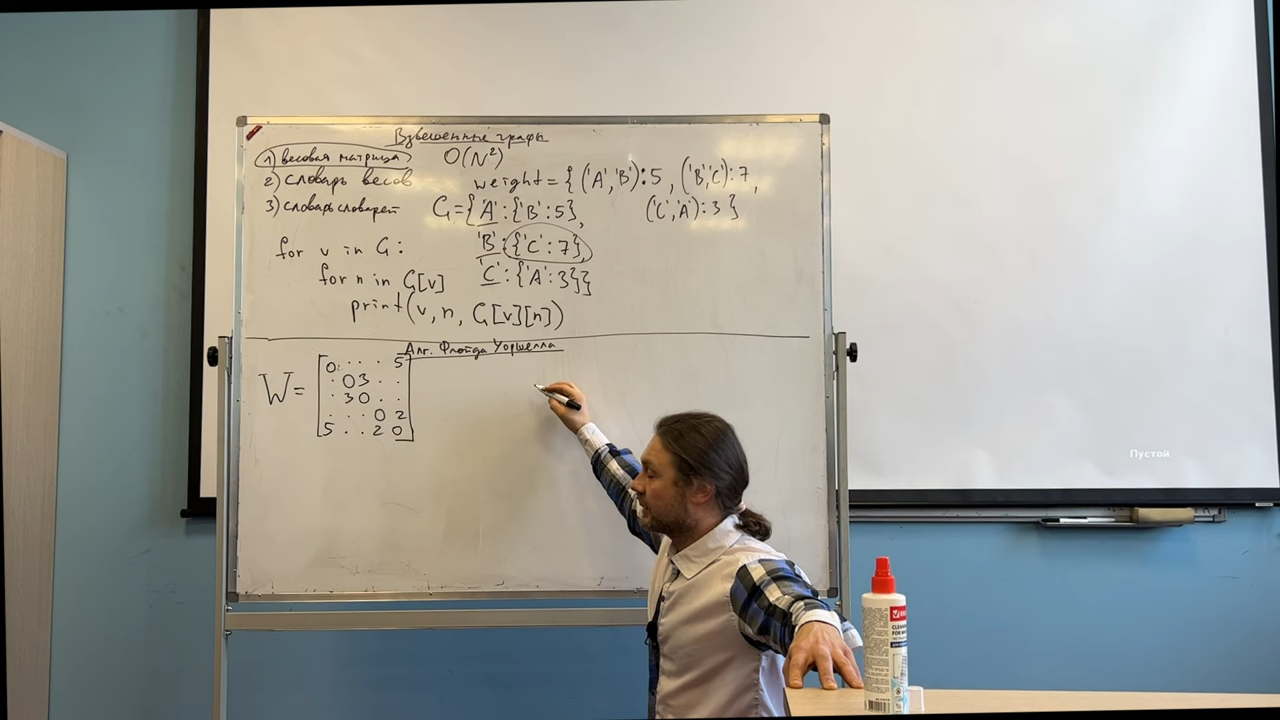 Взвешенные графы
1) весовая матрица
O(N²)
2) словарь весов
weight = { ('A','B'): 5 , ('B','C'): 7 ,
('C','A'): 3 }
3) словарь словарей
G = { 'A': {'B': 5},
'B': {'C': 7},
'C': {'A': 3}}
for v in G:
for n in G[v]
print(v, n, G[v][n])
Алг. Флойда Уоршелла
W =
0 . . . 5
. 0 3 . .
. 3 0 . .
. . . 0 2
5 . . 2 0
Пустой
CLEANING